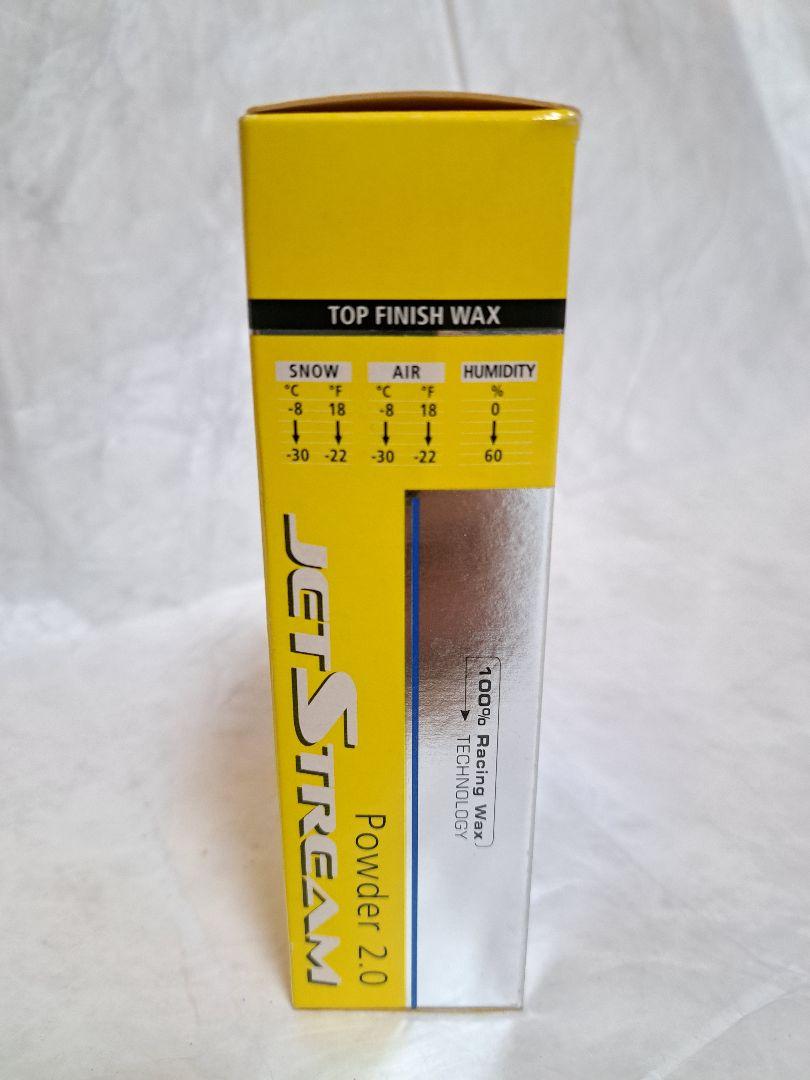 TOP FINISH WAX
SNOW AIR HUMIDITY
°C °F °C °F %
-8 18 -8 18 0
-30 -22 -30 -22 60
JETSTREAM
Powder 2.0
100% Racing Wax
TECHNOLOGY